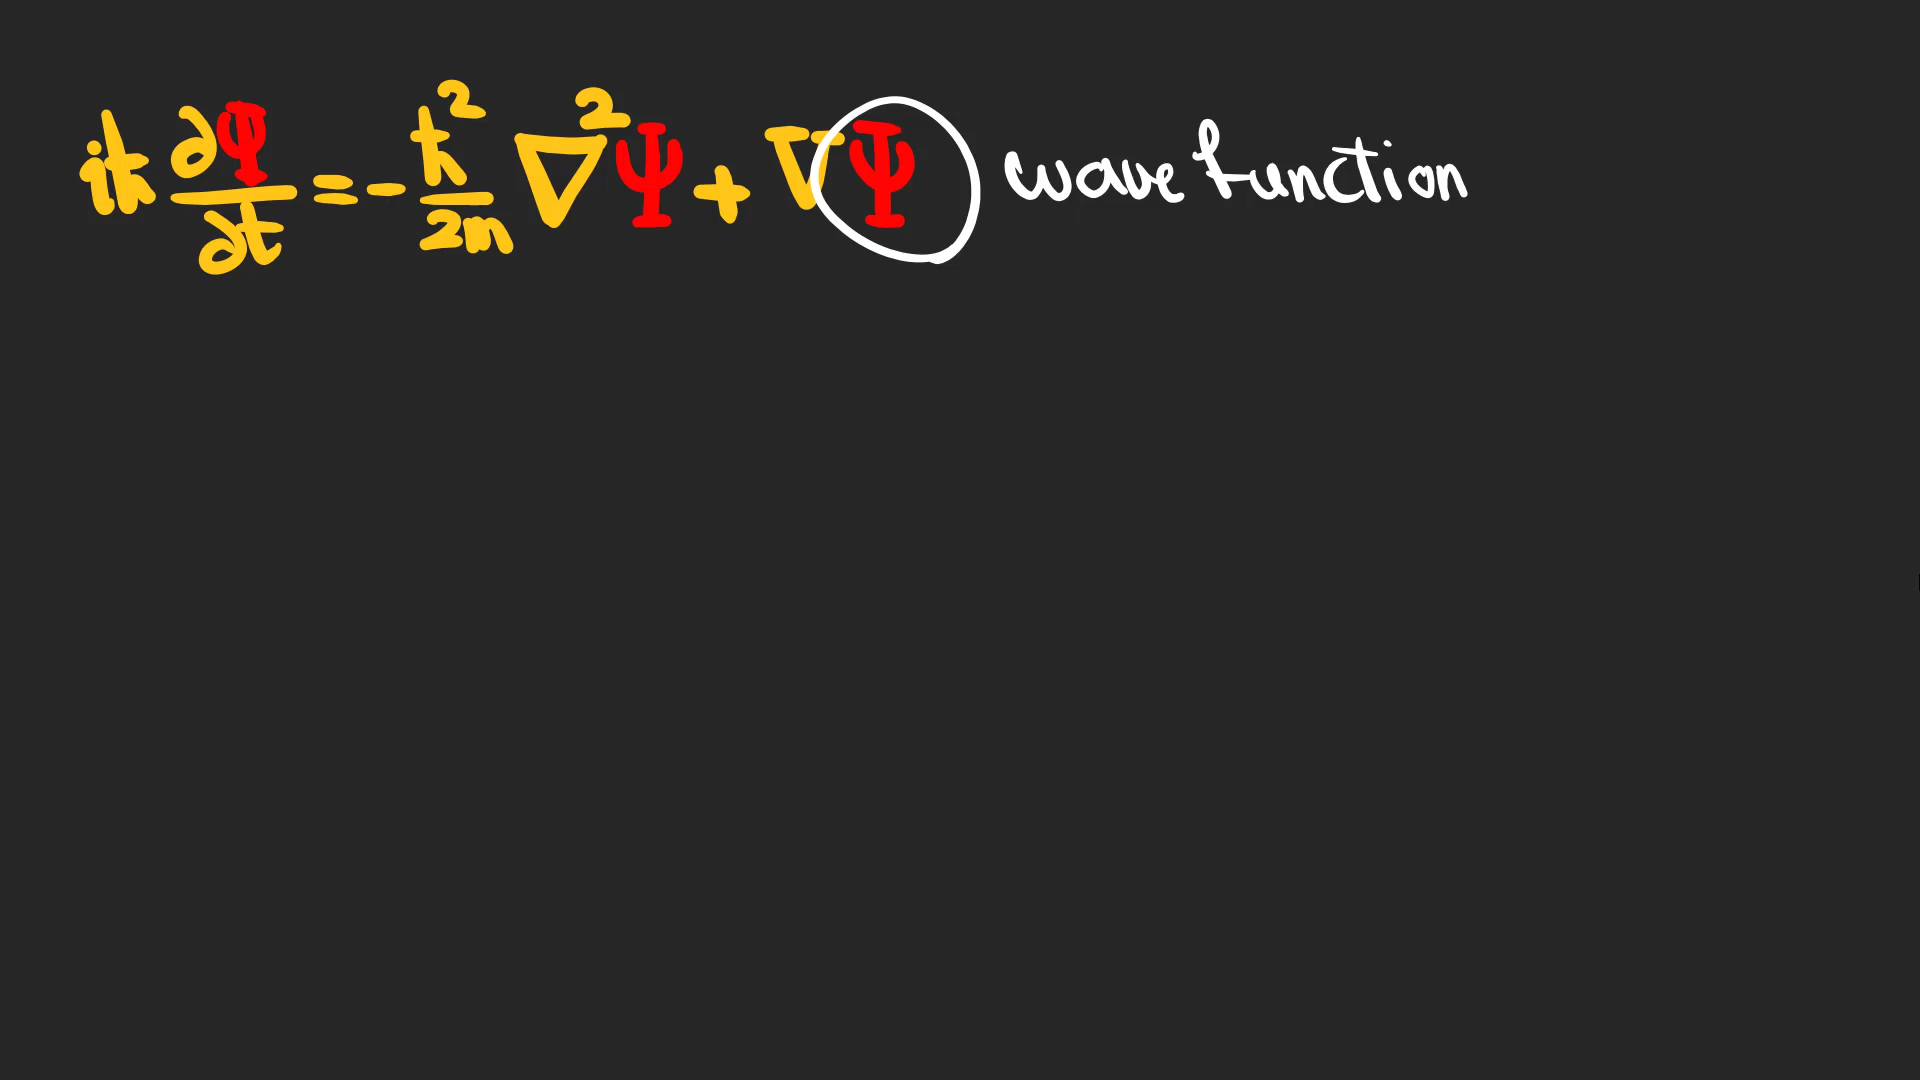 iℏ ∂Ψ/∂t = - ℏ²/2m ∇²Ψ + VΨ wave function